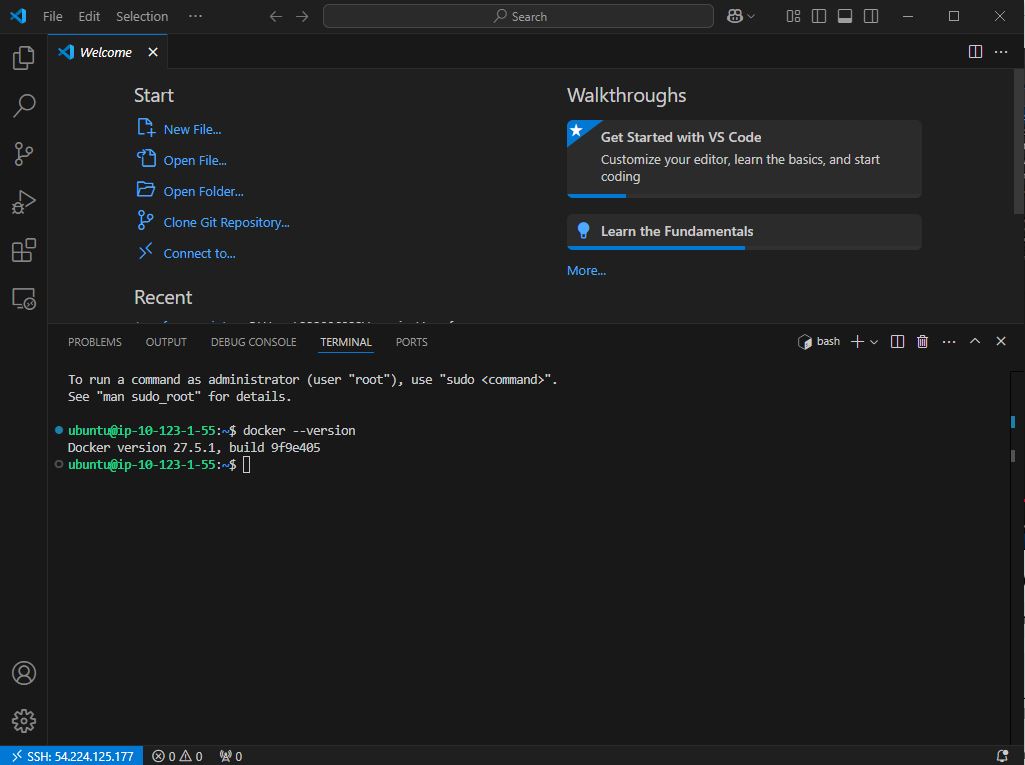 File Edit Selection ··· Search
Welcome
Start
New File...
Open File...
Open Folder...
Clone Git Repository...
Connect to...
Recent
Walkthroughs
Get Started with VS Code
Customize your editor, learn the basics, and start
coding
Learn the Fundamentals
More...
PROBLEMS OUTPUT DEBUG CONSOLE TERMINAL PORTS bash
To run a command as administrator (user "root"), use "sudo <command>".
See "man sudo_root" for details.
ubuntu@ip-10-123-1-55:~$ docker --version
Docker version 27.5.1, build 9f9e405
ubuntu@ip-10-123-1-55:~$
SSH: 54.224.125.177 0 0 0